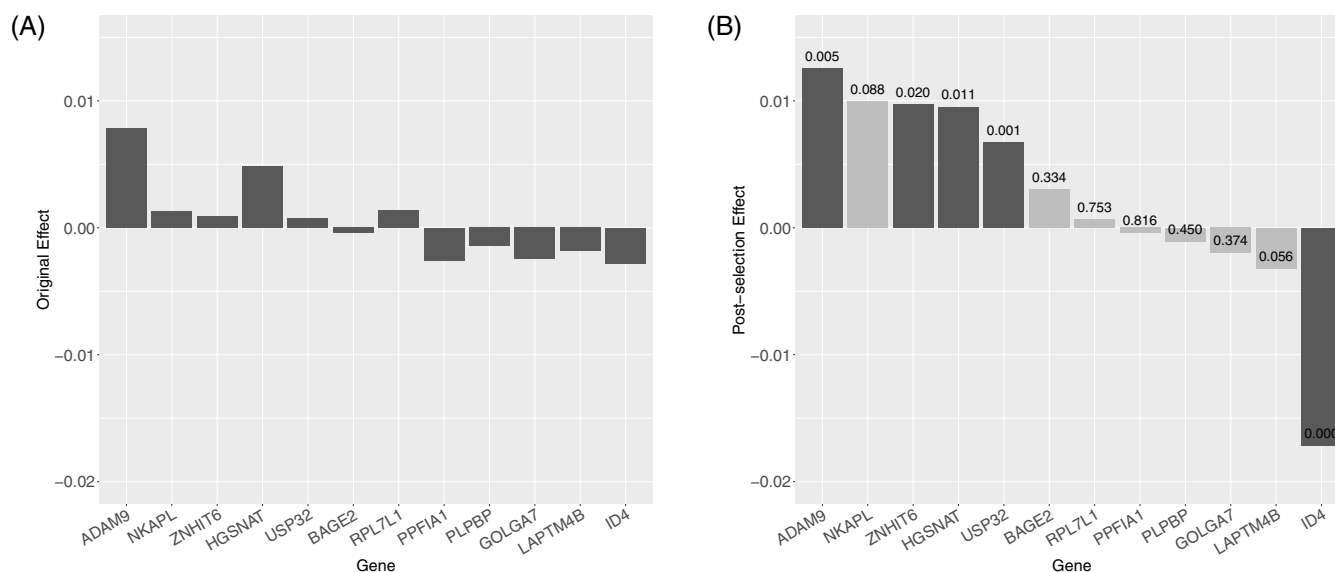 (A)
Original Effect
0.01
0.00
−0.01
−0.02
ADAM9
NKAPL
ZNHIT6
HGSNAT
USP32
BAGE2
RPL7L1
PPFIA1
PLPBP
GOLGA7
LAPTM4B
ID4
Gene
(B)
Post−selection Effect
0.01
0.00
−0.01
−0.02
0.005
0.088
0.020
0.011
0.001
0.334
0.753
0.816
0.450
0.374
0.056
0.000
ADAM9
NKAPL
ZNHIT6
HGSNAT
USP32
BAGE2
RPL7L1
PPFIA1
PLPBP
GOLGA7
LAPTM4B
ID4
Gene